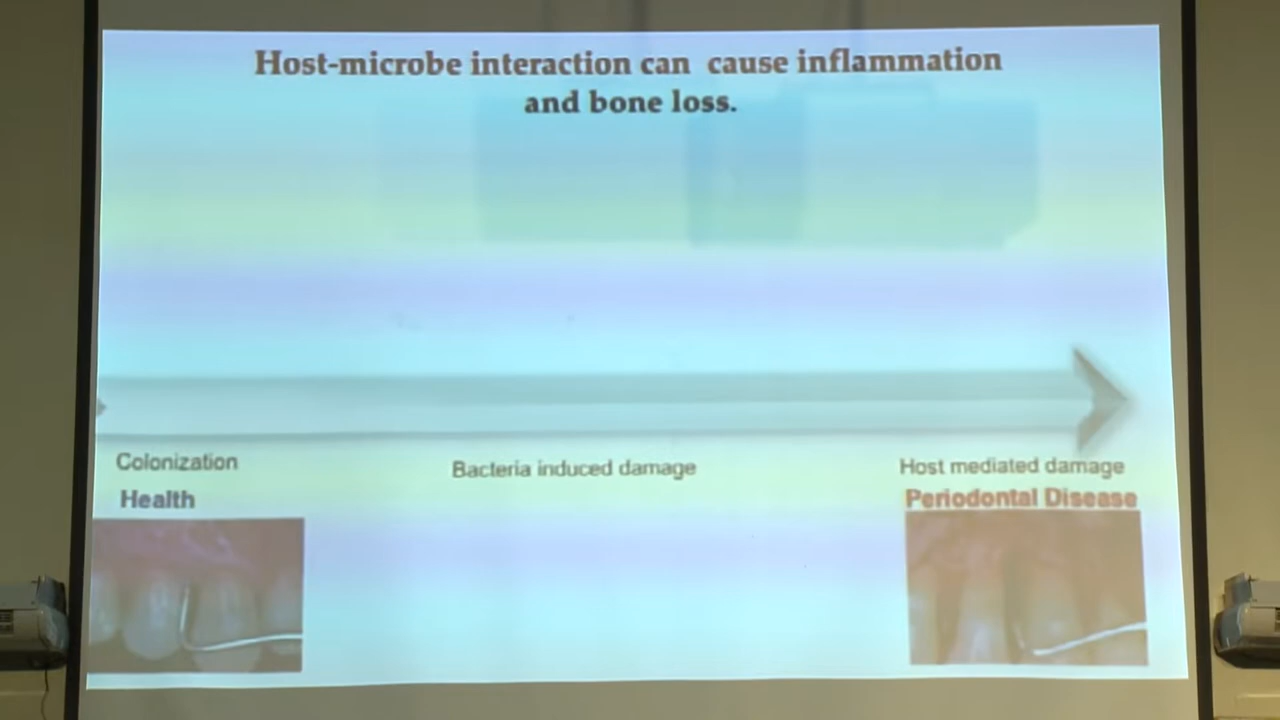 Host-microbe interaction can cause inflammation
and bone loss.
Colonization
Bacteria induced damage
Host mediated damage
Health
Periodontal Disease